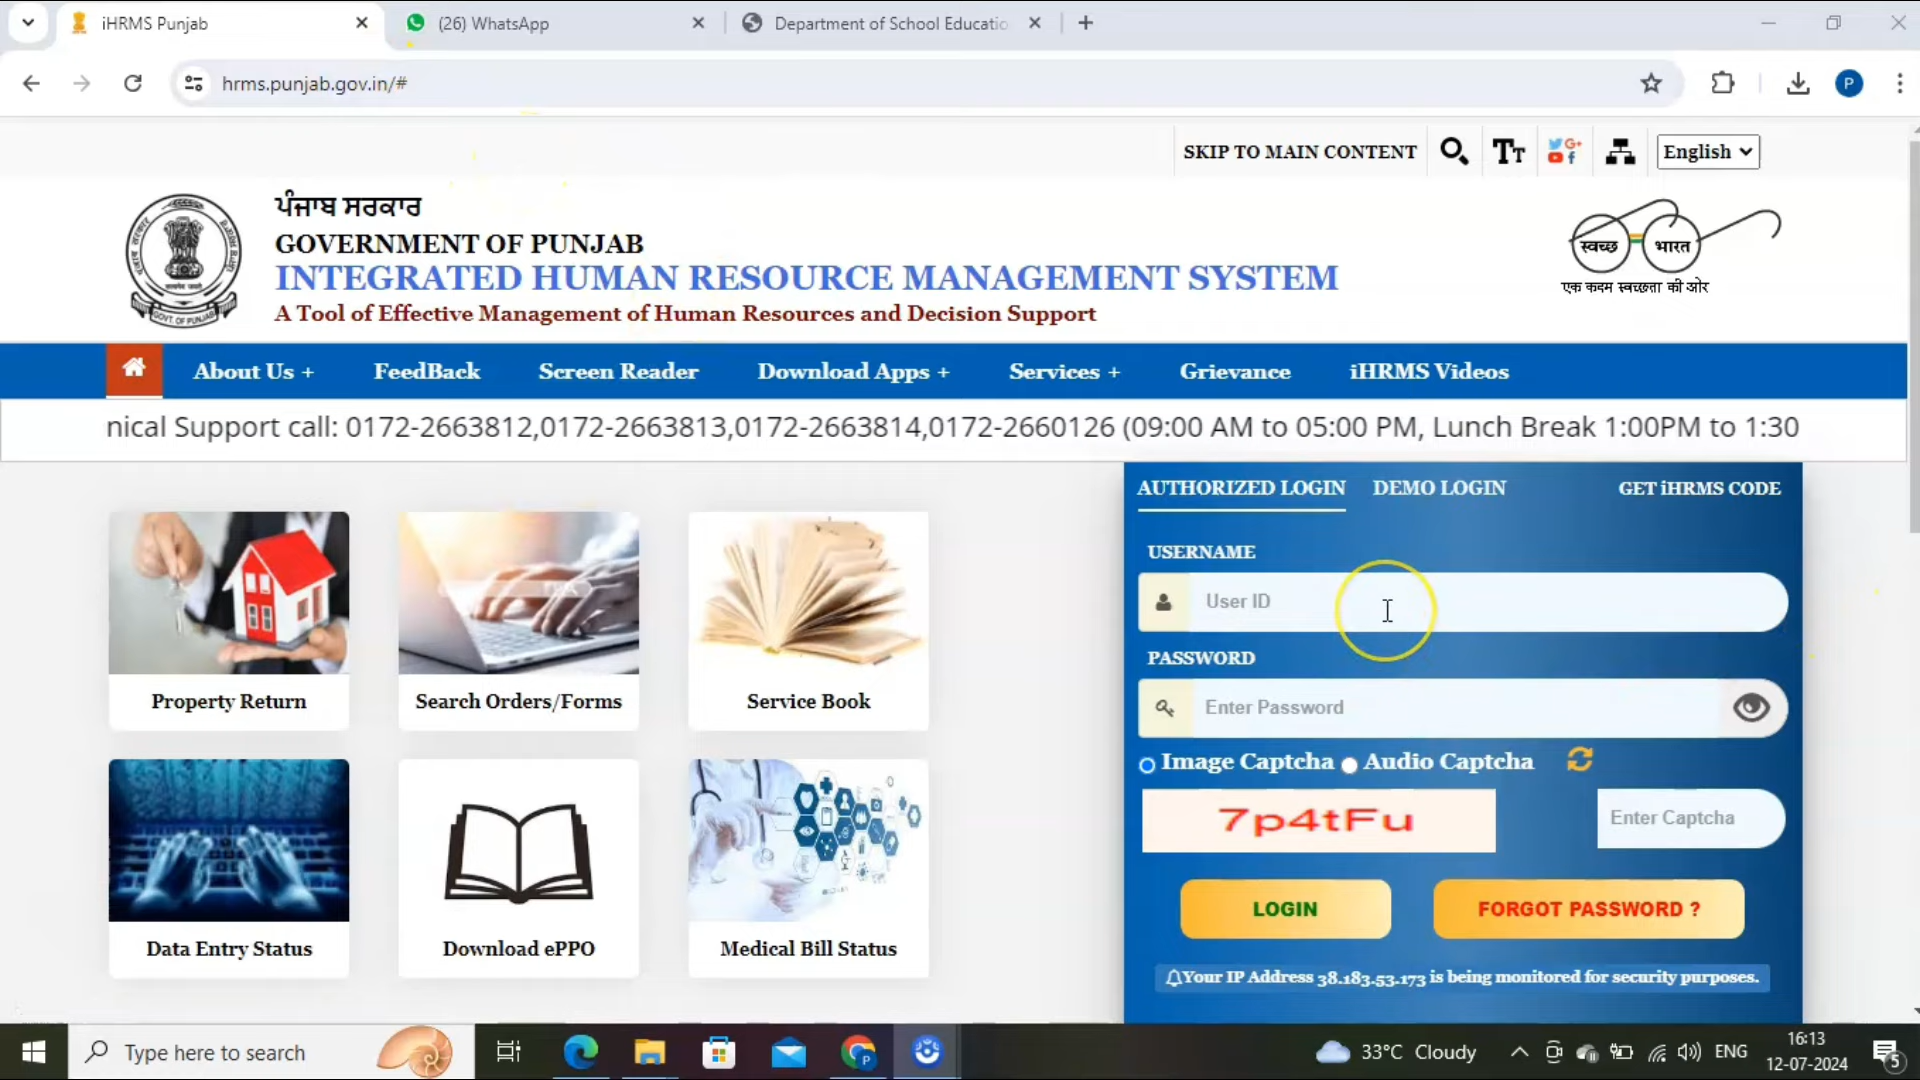 iHRMS Punjab
(26) WhatsApp
Department of School Educatio
hrms.punjab.gov.in/#
P
SKIP TO MAIN CONTENT
English
ਪੰਜਾਬ ਸਰਕਾਰ
GOVERNMENT OF PUNJAB
INTEGRATED HUMAN RESOURCE MANAGEMENT SYSTEM
A Tool of Effective Management of Human Resources and Decision Support
GOVT. OF PUNJAB
स्वच्छ भारत
एक कदम स्वच्छता की ओर
About Us +
FeedBack
Screen Reader
Download Apps +
Services +
Grievance
iHRMS Videos
nical Support call: 0172-2663812,0172-2663813,0172-2663814,0172-2660126 (09:00 AM to 05:00 PM, Lunch Break 1:00PM to 1:30
Property Return
Search Orders/Forms
Service Book
Data Entry Status
Download ePPO
Medical Bill Status
AUTHORIZED LOGIN
DEMO LOGIN
GET iHRMS CODE
USERNAME
User ID
PASSWORD
Enter Password
Image Captcha
Audio Captcha
7p4tFu
Enter Captcha
LOGIN
FORGOT PASSWORD ?
Your IP Address 38.183.53.173 is being monitored for security purposes.
Type here to search
33°C Cloudy
ENG
16:13
12-07-2024
5